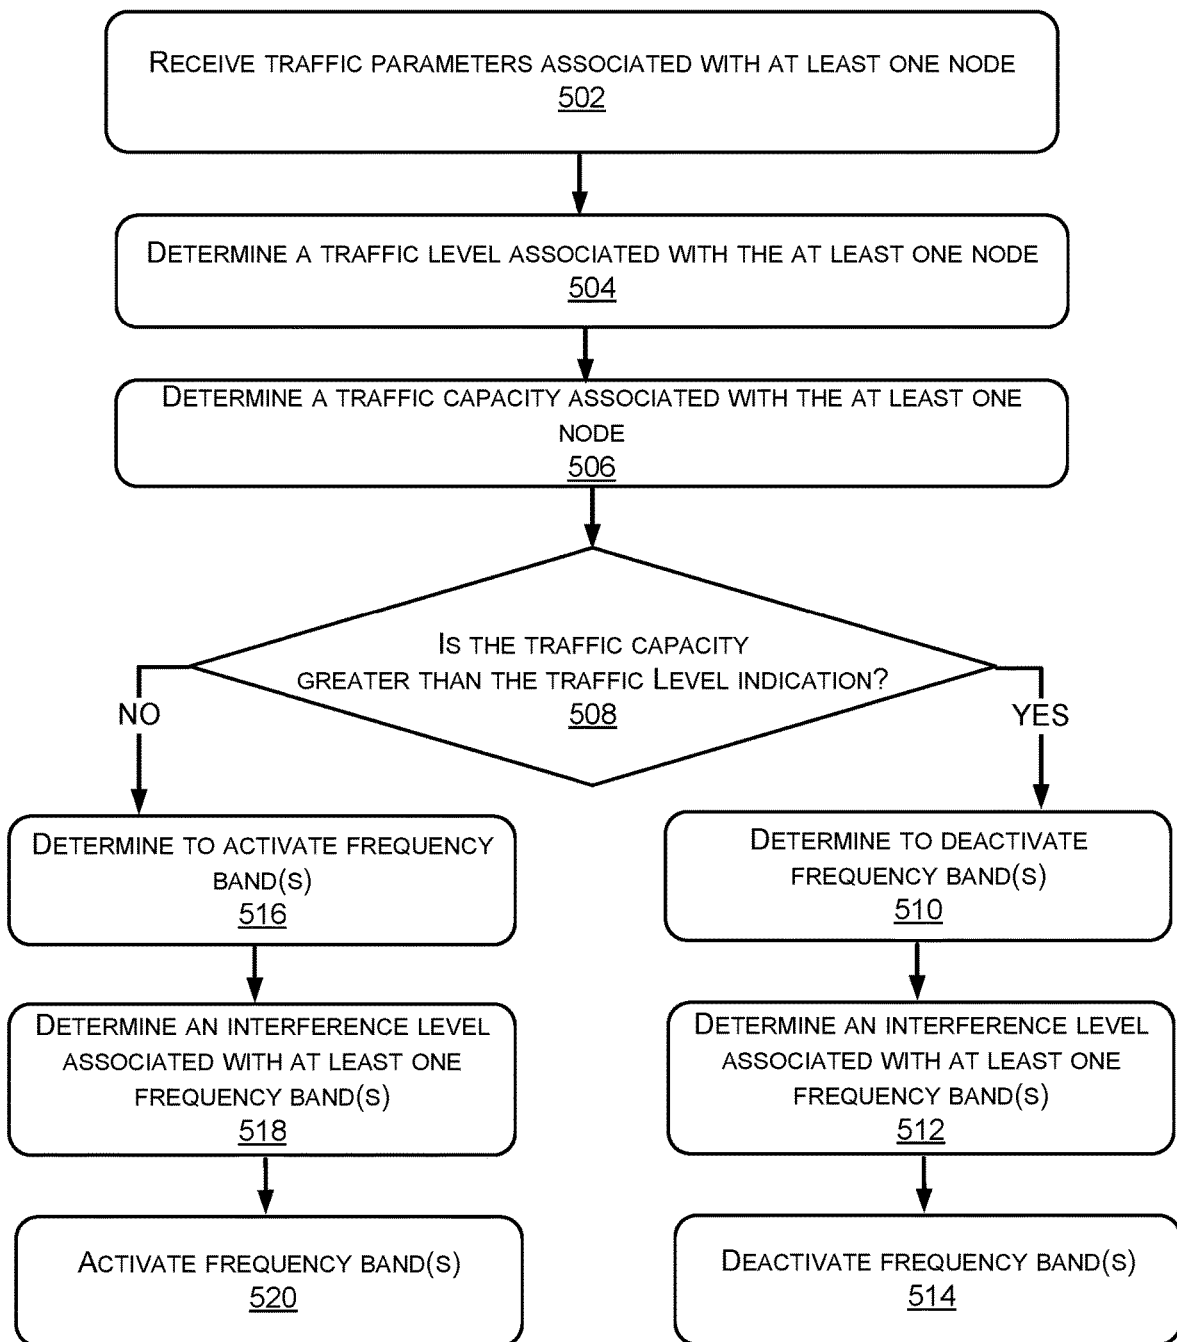 RECEIVE TRAFFIC PARAMETERS ASSOCIATED WITH AT LEAST ONE NODE
502
DETERMINE A TRAFFIC LEVEL ASSOCIATED WITH THE AT LEAST ONE NODE
504
DETERMINE A TRAFFIC CAPACITY ASSOCIATED WITH THE AT LEAST ONE
NODE
506
IS THE TRAFFIC CAPACITY
GREATER THAN THE TRAFFIC LEVEL INDICATION?
508
NO
YES
DETERMINE TO ACTIVATE FREQUENCY
BAND(S)
516
DETERMINE TO DEACTIVATE
FREQUENCY BAND(S)
510
DETERMINE AN INTERFERENCE LEVEL
ASSOCIATED WITH AT LEAST ONE
FREQUENCY BAND(S)
518
DETERMINE AN INTERFERENCE LEVEL
ASSOCIATED WITH AT LEAST ONE
FREQUENCY BAND(S)
512
ACTIVATE FREQUENCY BAND(S)
520
DEACTIVATE FREQUENCY BAND(S)
514